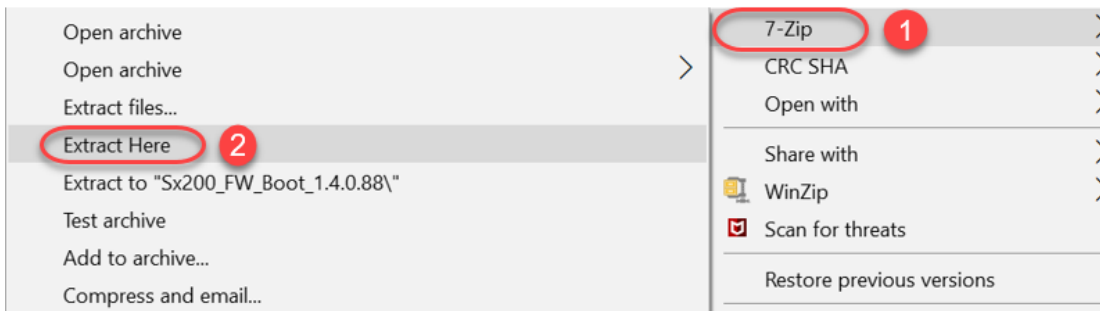 Open archive
Open archive
Extract files...
Extract Here
2
Extract to "Sx200_FW_Boot_1.4.0.88\"
Test archive
Add to archive...
Compress and email...
7-Zip
1
CRC SHA
Open with
Share with
WinZip
Scan for threats
Restore previous versions